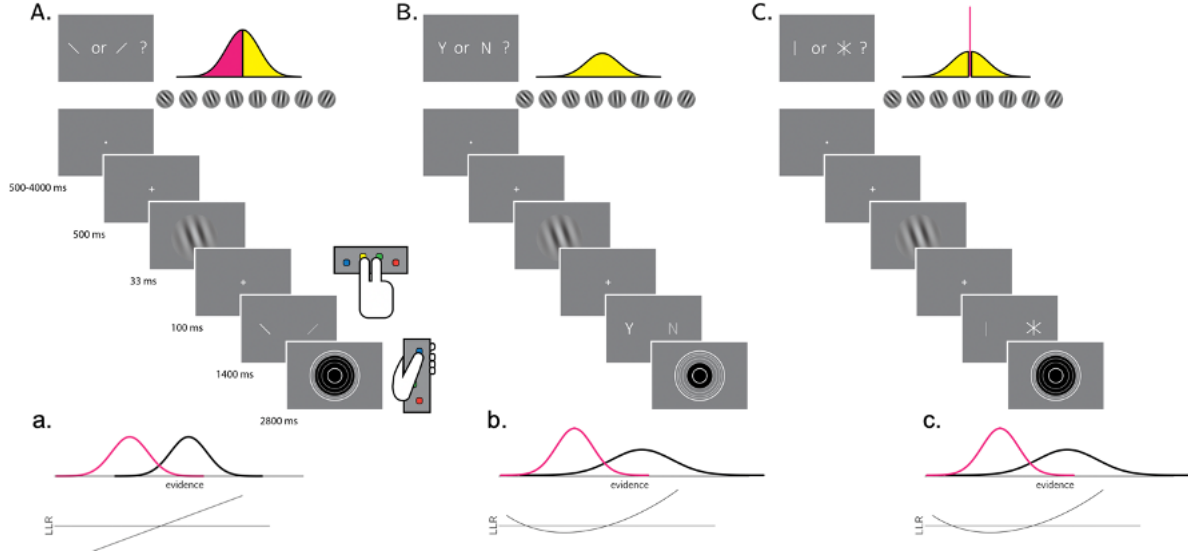 A.
\ or / ?
500-4000 ms
500 ms
33 ms
100 ms
1400 ms
2800 ms
B.
Y or N ?
Y N
C.
| or * ?
a.
evidence
LLR
b.
evidence
LLR
c.
evidence
LLR